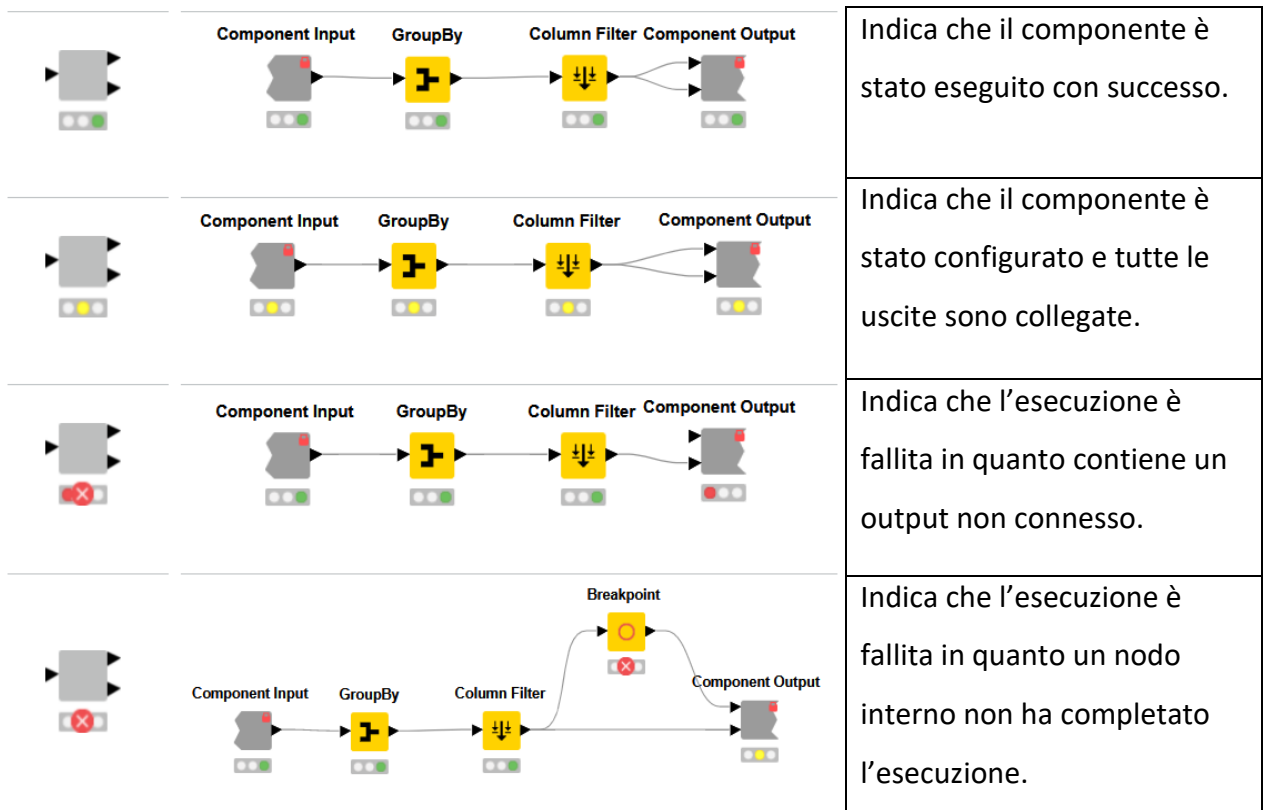 Component Input GroupBy Column Filter Component Output
Indica che il componente è
stato eseguito con successo.
Component Input GroupBy Column Filter Component Output
Indica che il componente è
stato configurato e tutte le
uscite sono collegate.
Component Input GroupBy Column Filter Component Output
Indica che l’esecuzione è
fallita in quanto contiene un
output non connesso.
Breakpoint
Component Input GroupBy Column Filter Component Output
Indica che l’esecuzione è
fallita in quanto un nodo
interno non ha completato
l’esecuzione.